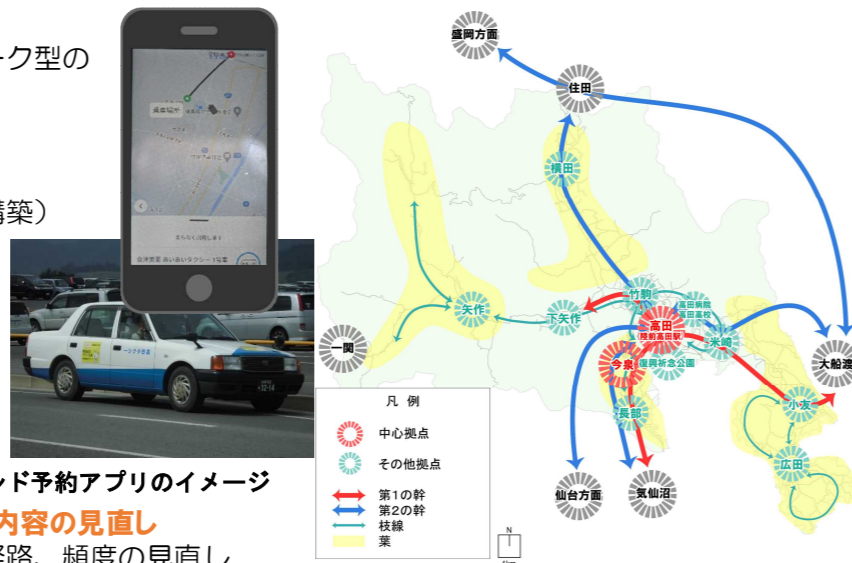 ーク型の
構築）
乗車場所
ンド予約アプリのイメージ
内容の見直し
経路、頻度の見直し
盛岡方面
住田
横田
竹駒
高田病院
高田高校
矢作
下矢作
高田
陸前高田駅
米崎
一関
今泉
復興祈念公園
大船渡
長部
小友
広田
仙台方面
気仙沼
凡 例
中心拠点
その他拠点
第1の幹
第2の幹
枝線
葉
N